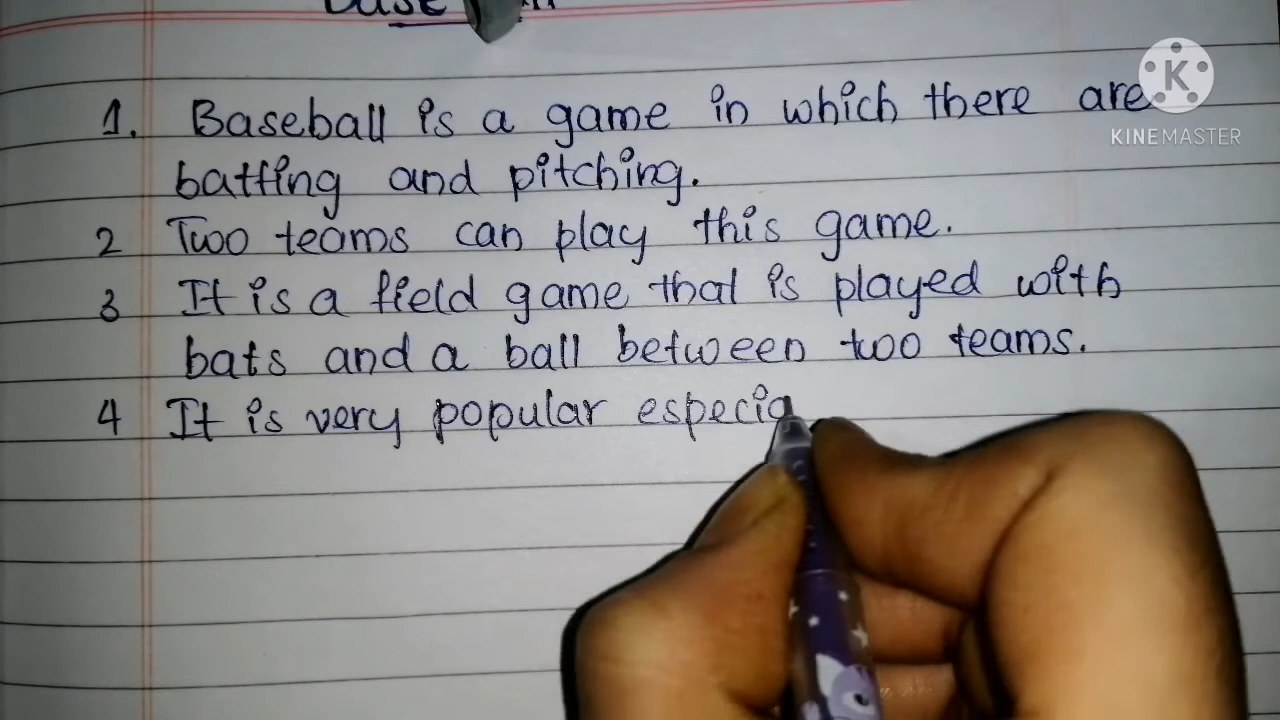 1. Baseball is a game in which there are
batting and pitching.
2 Two teams can play this game.
3 It is a field game that is played with
bats and a ball between two teams.
4 It is very popular especia
K
KINEMASTER